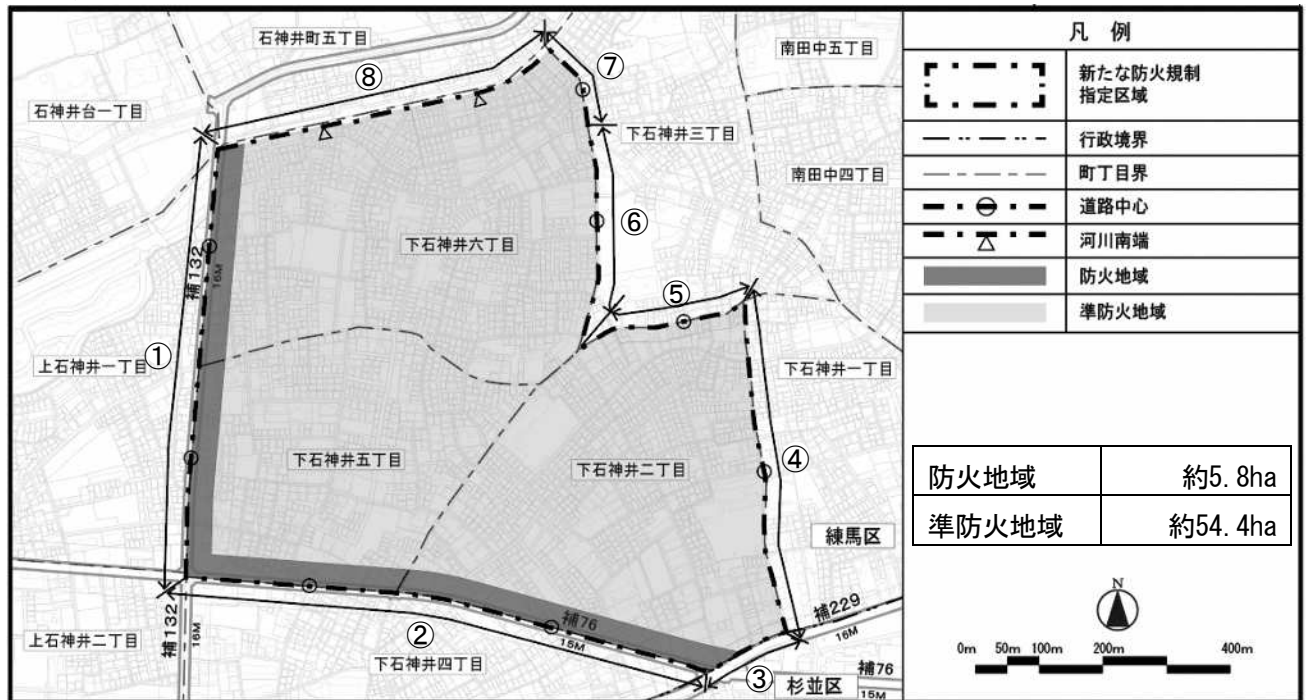 石神井町五丁目
南田中五丁目
石神井台一丁目
⑧
⑦
下石神井三丁目
南田中四丁目
⑥
下石神井六丁目
補132
16M
⑤
①
上石神井一丁目
下石神井一丁目
下石神井五丁目
下石神井二丁目
④
練馬区
補229
16M
補132
16M
上石神井二丁目
②
下石神井四丁目
補76
15M
③
杉並区
補76
15M
凡 例
新たな防火規制
指定区域
行政境界
町丁目界
道路中心
河川南端
防火地域
準防火地域
防火地域 約5.8ha
準防火地域 約54.4ha
N
0m 50m 100m 200m 400m